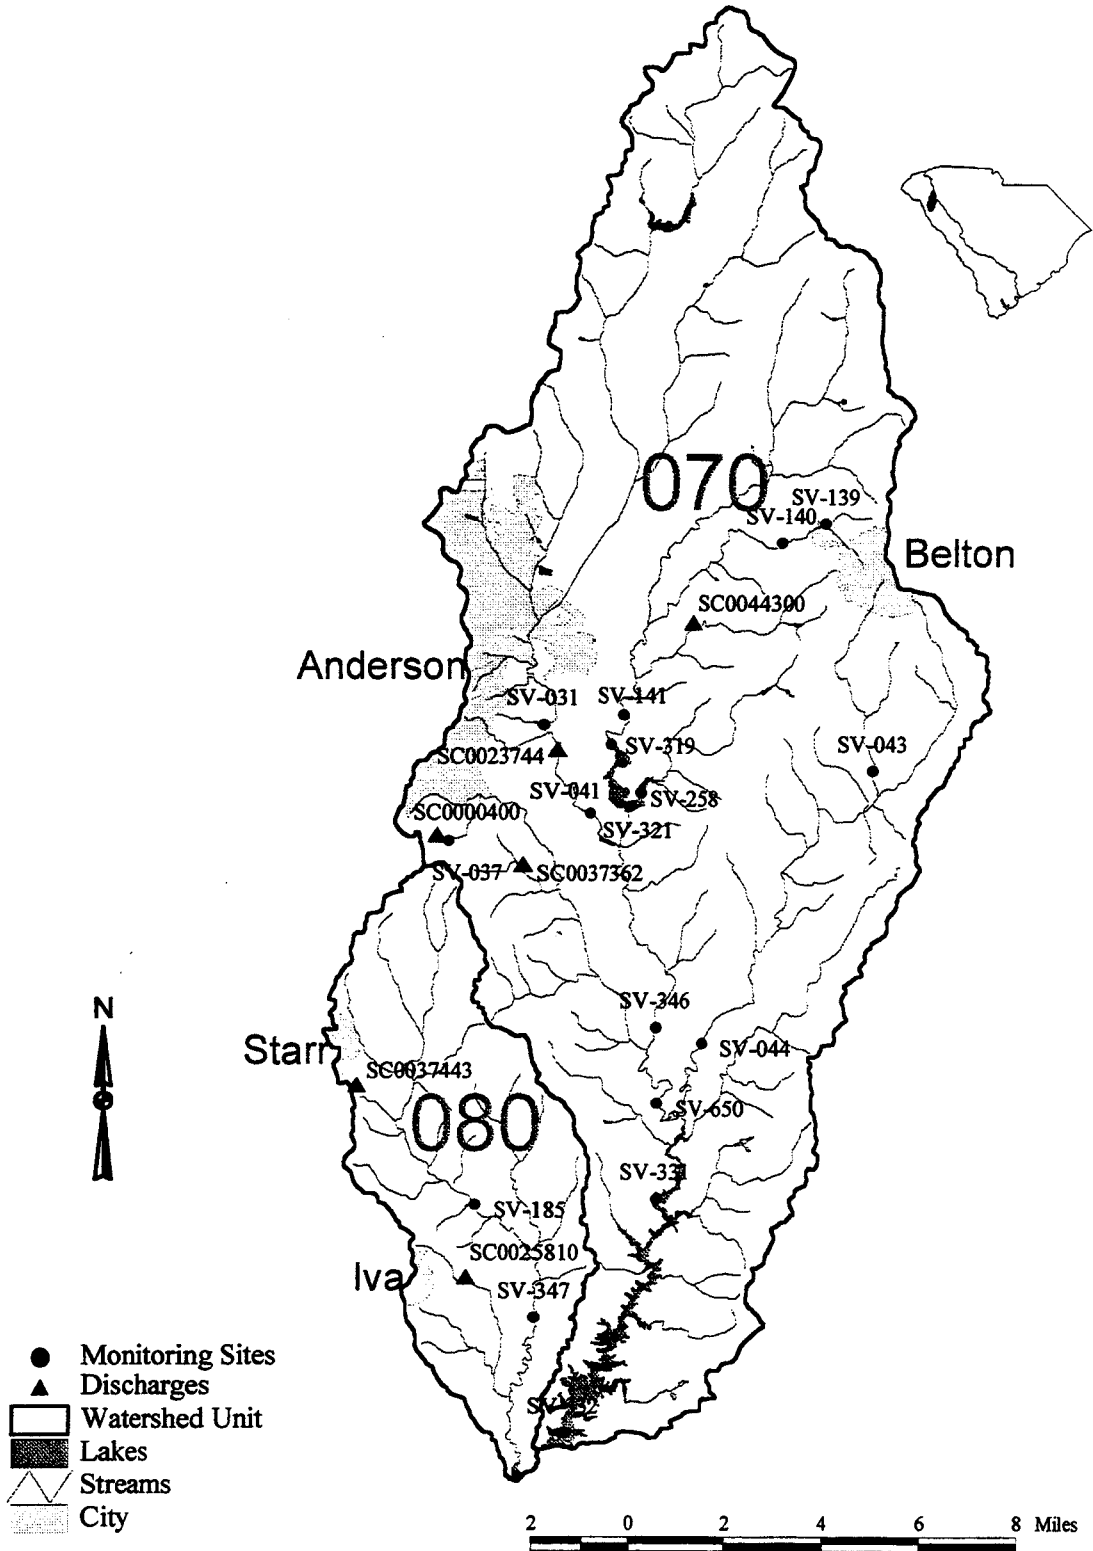 070
SV-139
SV-140
Belton
SC0044300
Anderson
SV-031
SV-141
SV-319
SC0023744
SV-043
SV-041
SV-258
SC0000400
SV-321
SV-037
SC0037362
N
SV-346
Starr
SV-044
SC0037443
080
SV-650
SV-331
SV-185
SC0025810
Iva
SV-347
Monitoring Sites
Discharges
Watershed Unit
Lakes
Streams
City
2 0 2 4 6 8 Miles